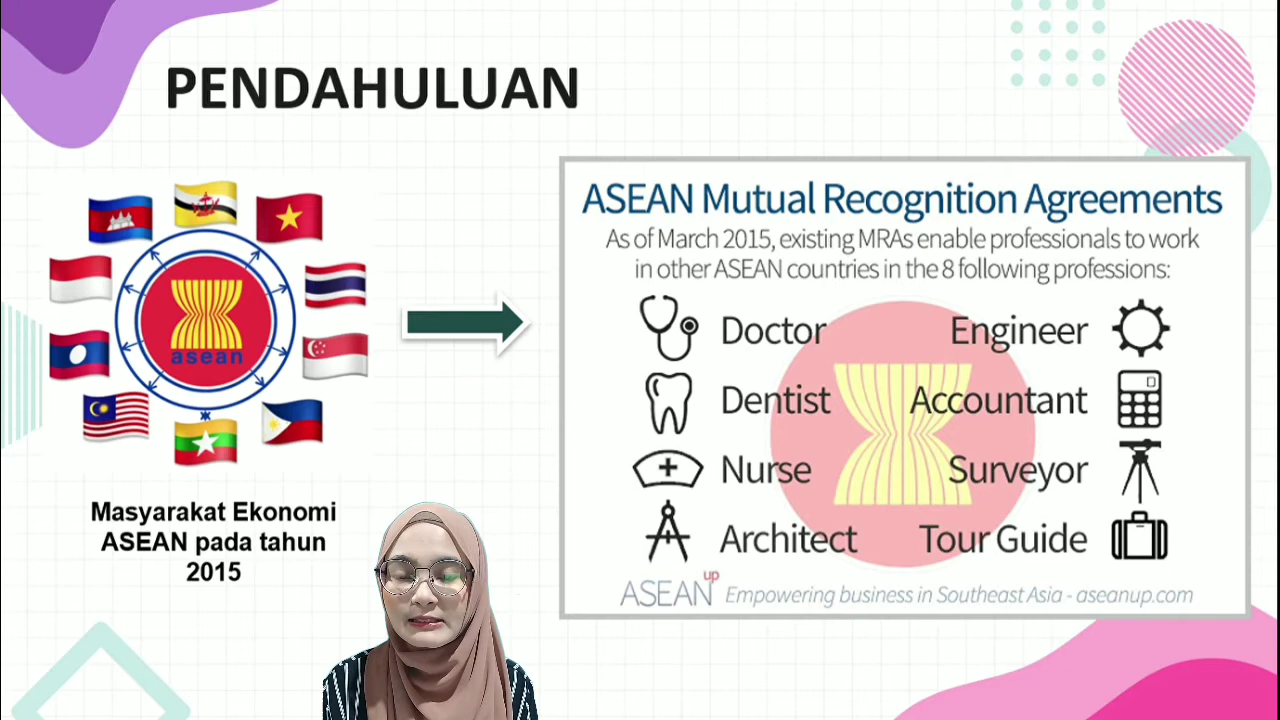 PENDAHULUAN
asean
Masyarakat Ekonomi
ASEAN pada tahun
2015
ASEAN Mutual Recognition Agreements
As of March 2015, existing MRAs enable professionals to work
in other ASEAN countries in the 8 following professions:
Doctor
Engineer
Dentist
Accountant
Nurse
Surveyor
Architect
Tour Guide
ASEAN up Empowering business in Southeast Asia - aseanup.com